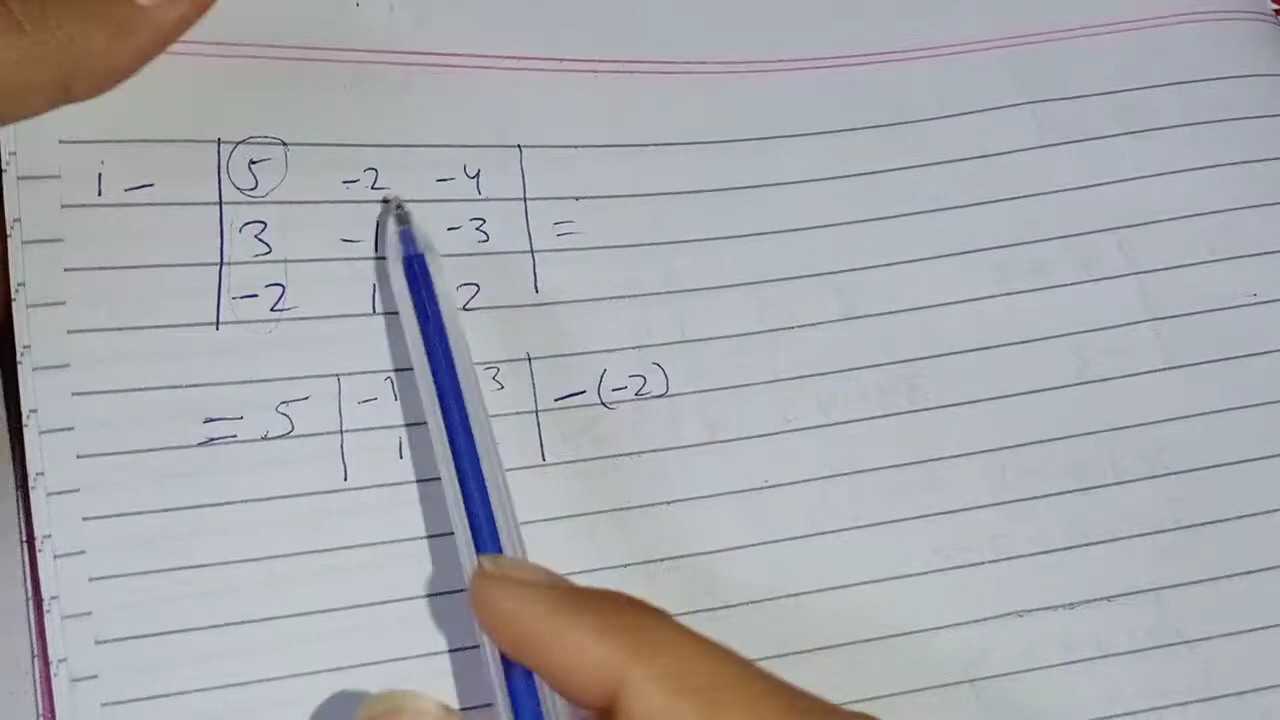 i - | 5 -2 -4 |
| 3 -1 -3 | =
| -2 1 2 |
= 5 | -1 3 | - (-2)
| 1 |